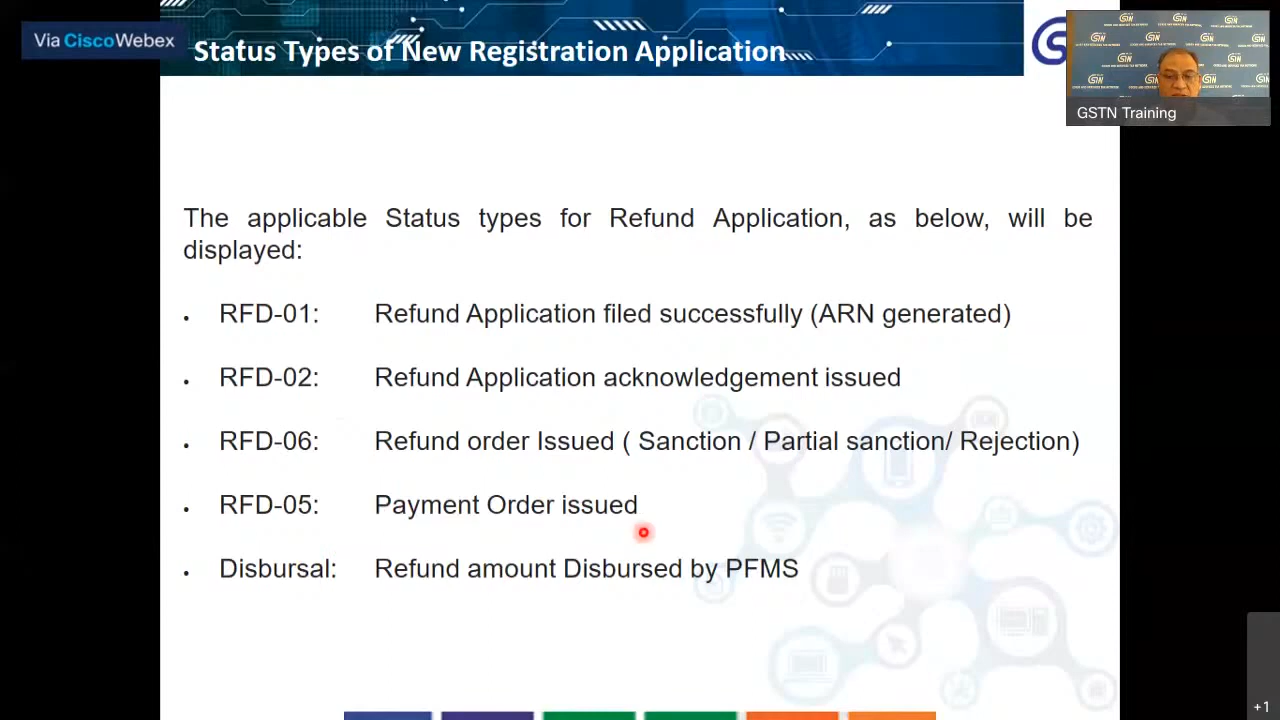 Via CiscoWebex
Status Types of New Registration Application
GSTN Training
The applicable Status types for Refund Application, as below, will be
displayed:
• RFD-01: Refund Application filed successfully (ARN generated)
• RFD-02: Refund Application acknowledgement issued
• RFD-06: Refund order Issued ( Sanction / Partial sanction/ Rejection)
• RFD-05: Payment Order issued
• Disbursal: Refund amount Disbursed by PFMS
+1